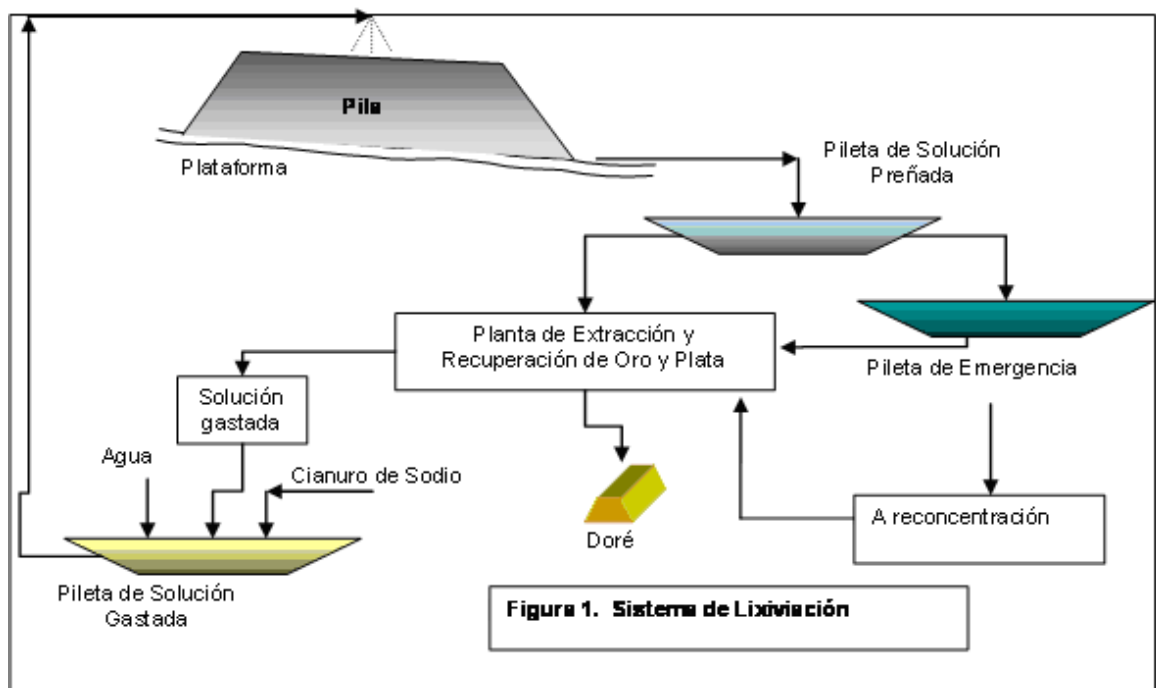 Pila
Plataforma
Pileta de Solución
Preñada
Planta de Extracción y
Recuperación de Oro y Plata
Pileta de Emergencia
Solución
gastada
Agua
Cianuro de Sodio
A reconcentración
Doré
Pileta de Solución
Gastada
Figura 1. Sistema de Lixiviación